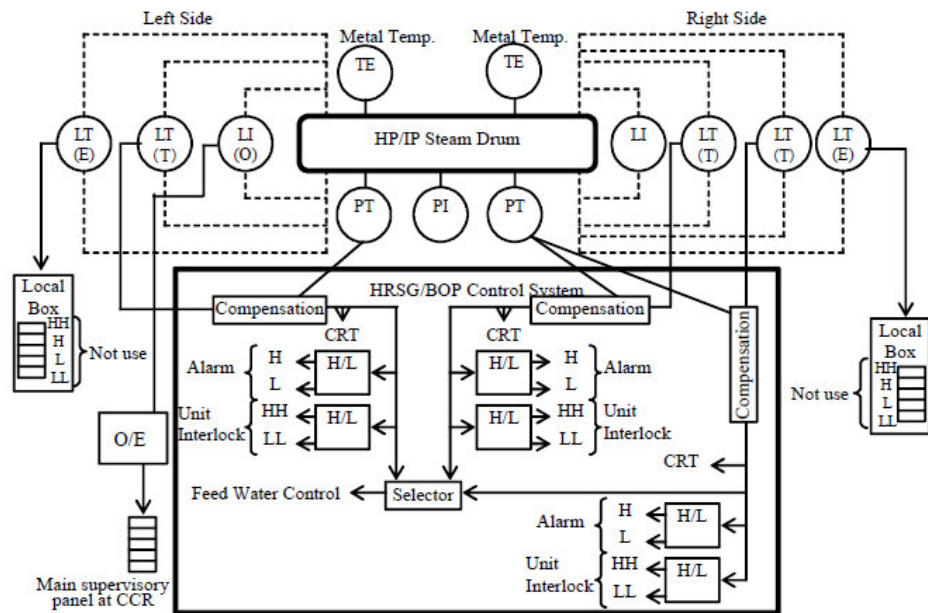 Left Side
Right Side
Metal Temp.
Metal Temp.
TE
TE
LT
(E)
LT
(T)
LI
(O)
HP/IP Steam Drum
LI
LT
(T)
LT
(T)
LT
(E)
PT
PI
PT
HRSG/BOP Control System
Local
Box
HH
H
L
LL
Not use
Compensation
Compensation
Compensation
Local
Box
HH
H
L
LL
Not use
CRT
CRT
Alarm
H
L
H/L
H/L
H
L
Alarm
Unit
Interlock
HH
LL
H/L
H/L
HH
LL
Unit
Interlock
O/E
CRT
Feed Water Control
Selector
Alarm
H
L
H/L
Unit
Interlock
HH
LL
H/L
Main supervisory
panel at CCR